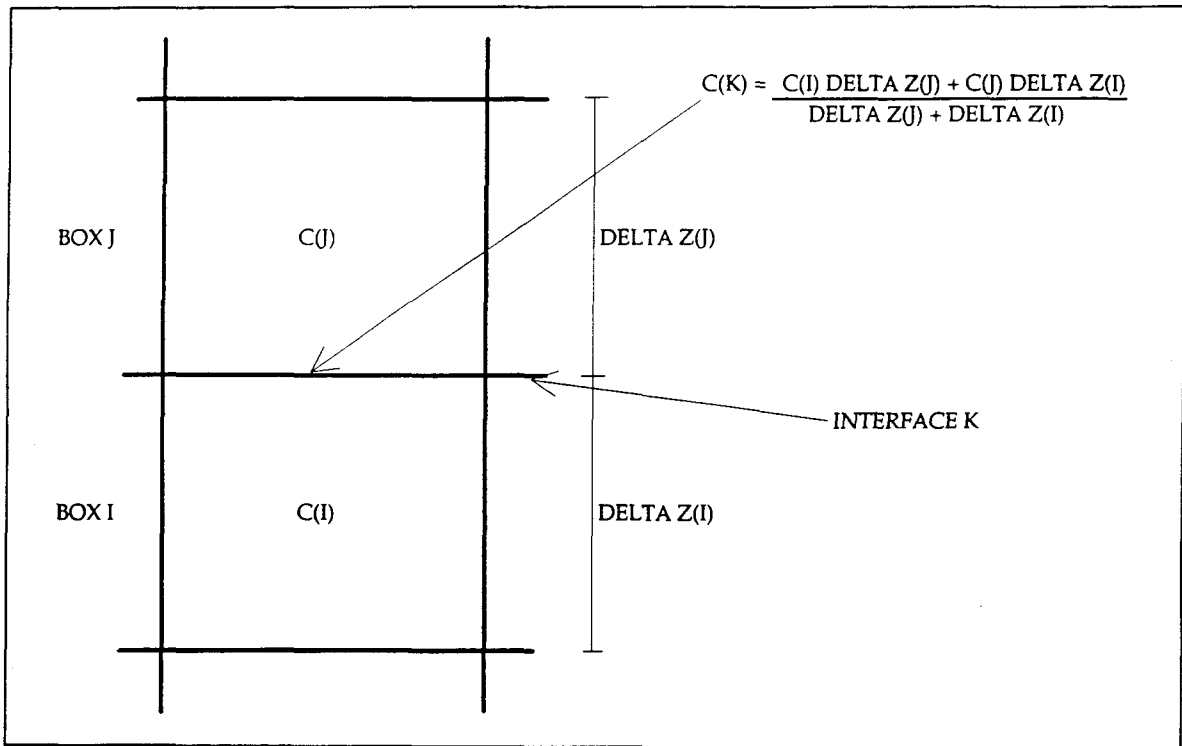 C(K) = C(I) DELTA Z(J) + C(J) DELTA Z(I)
DELTA Z(J) + DELTA Z(I)
BOX J
C(J)
DELTA Z(J)
INTERFACE K
BOX I
C(I)
DELTA Z(I)